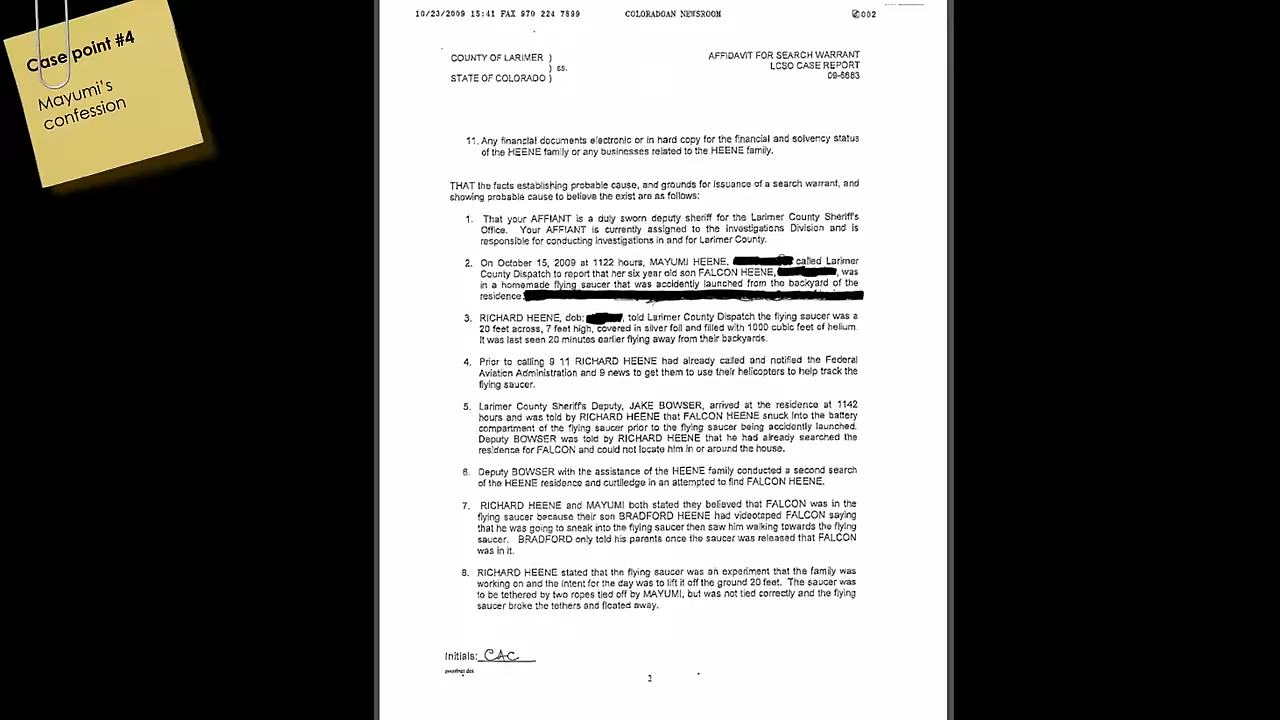 Case point #4
Mayumi's
confession
10/23/2009 15:41 FAX 970 224 7899 COLORADOAN NEWSROOM 002
COUNTY OF LARIMER )
) ss.
STATE OF COLORADO )
AFFIDAVIT FOR SEARCH WARRANT
LCSO CASE REPORT
09-6683
11. Any financial documents electronic or in hard copy for the financial and solvency status
of the HEENE family or any businesses related to the HEENE family.
THAT the facts establishing probable cause, and grounds for issuance of a search warrant, and
showing probable cause to believe the exist are as follows:
1. That your AFFIANT is a duly sworn deputy sheriff for the Larimer County Sheriff's
Office. Your AFFIANT is currently assigned to the Investigations Division and is
responsible for conducting investigations in and for Larimer County.
2. On October 15, 2009 at 1122 hours, MAYUMI HEENE, called Larimer
County Dispatch to report that her six year old son FALCON HEENE, , was
in a homemade flying saucer that was accidently launched from the backyard of the
residence.
3. RICHARD HEENE, dob: , told Larimer County Dispatch the flying saucer was a
20 feet across, 7 feet high, covered in silver foil and filled with 1000 cubic feet of helium.
It was last seen 20 minutes earlier flying away from their backyards.
4. Prior to calling 9 11 RICHARD HEENE had already called and notified the Federal
Aviation Administration and 9 news to get them to use their helicopters to help track the
flying saucer.
5. Larimer County Sheriff's Deputy, JAKE BOWSER, arrived at the residence at 1142
hours and was told by RICHARD HEENE that FALCON HEENE snuck into the battery
compartment of the flying saucer prior to the flying saucer being accidently launched.
Deputy BOWSER was told by RICHARD HEENE that he had already searched the
residence for FALCON and could not locate him in or around the house.
6. Deputy BOWSER with the assistance of the HEENE family conducted a second search
of the HEENE residence and curtiledge in an attempted to find FALCON HEENE.
7. RICHARD HEENE and MAYUMI both stated they believed that FALCON was in the
flying saucer because their son BRADFORD HEENE had videotaped FALCON saying
that he was going to sneak into the flying saucer then saw him walking towards the flying
saucer. BRADFORD only told his parents once the saucer was released that FALCON
was in it.
8. RICHARD HEENE stated that the flying saucer was an experiment that the family was
working on and the intent for the day was to lift it off the ground 20 feet. The saucer was
to be tethered by two ropes tied off by MAYUMI, but was not tied correctly and the flying
saucer broke the tethers and floated away.
Initials: CAC
2